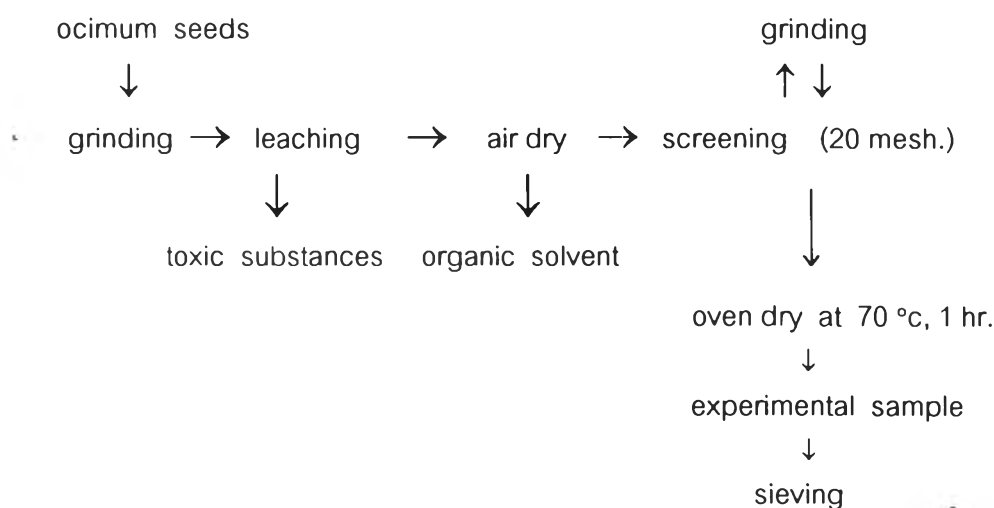 ocimum seeds grinding
↓ ↑ ↓
grinding → leaching → air dry → screening (20 mesh.)
↓ ↓ ↓
toxic substances organic solvent
oven dry at 70 °c, 1 hr.
↓
experimental sample
↓
sieving